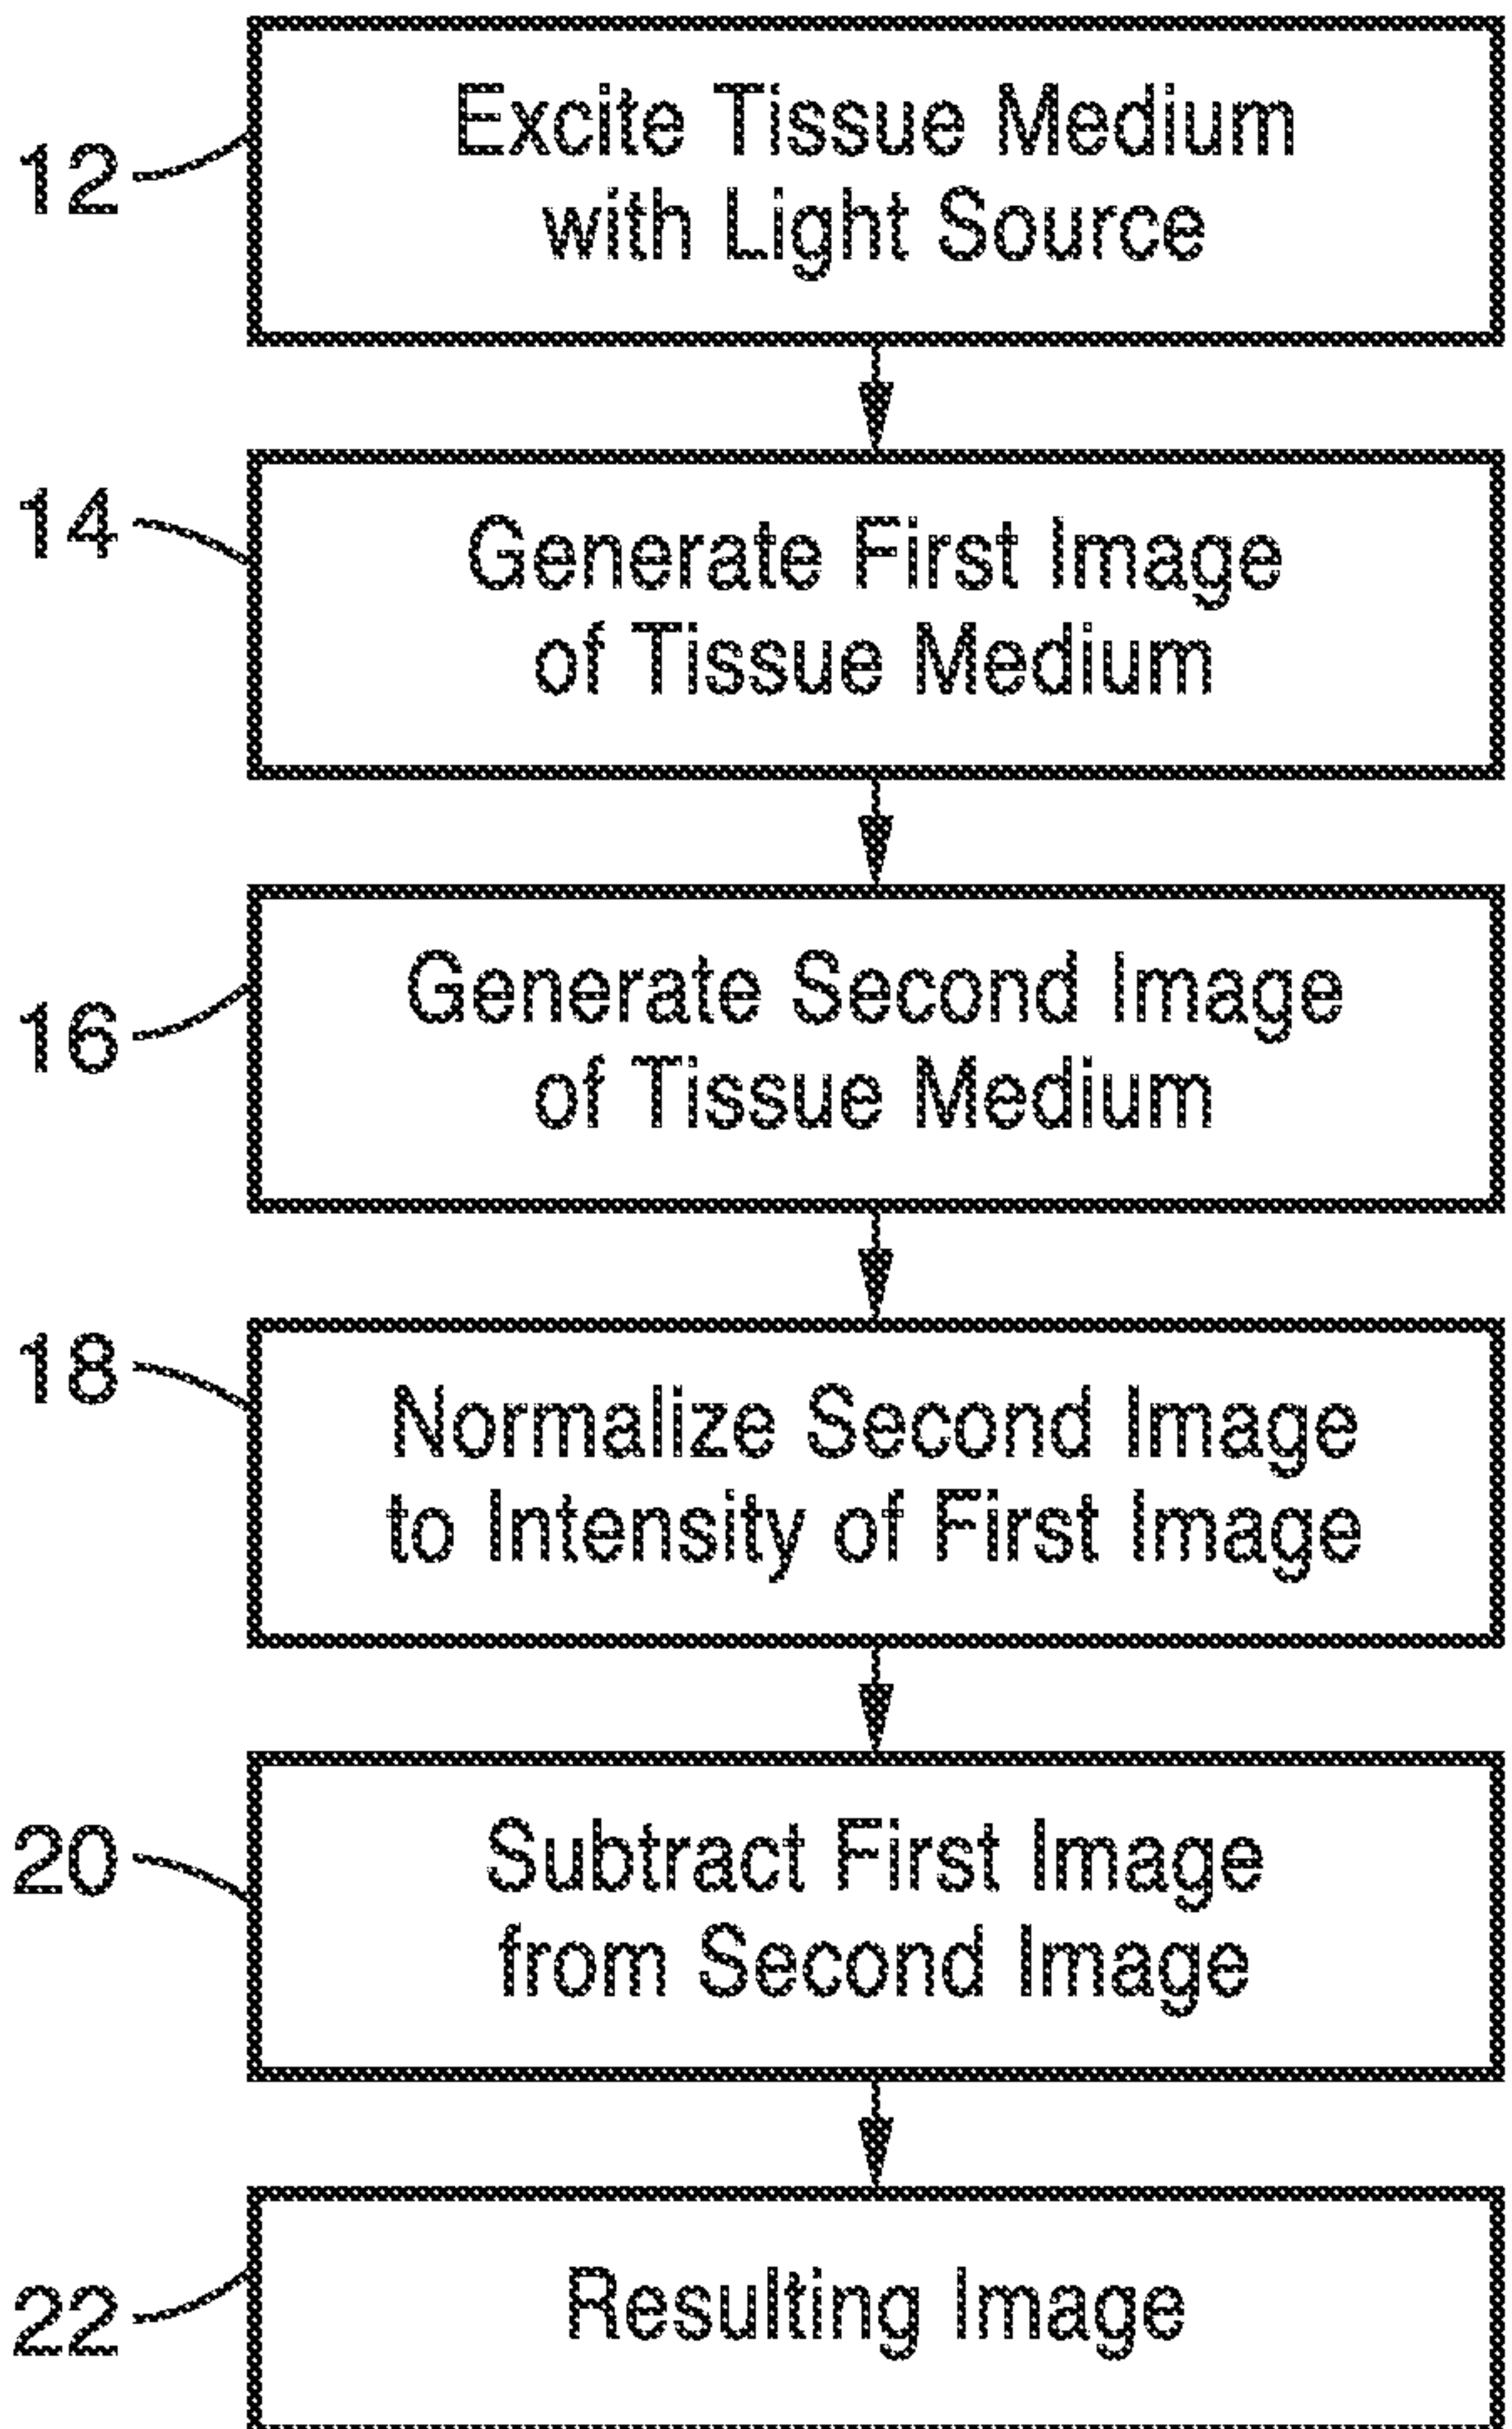 12
Excite Tissue Medium
with Light Source
14
Generate First Image
of Tissue Medium
16
Generate Second Image
of Tissue Medium
18
Normalize Second Image
to Intensity of First Image
20
Subtract First Image
from Second Image
22
Resulting Image